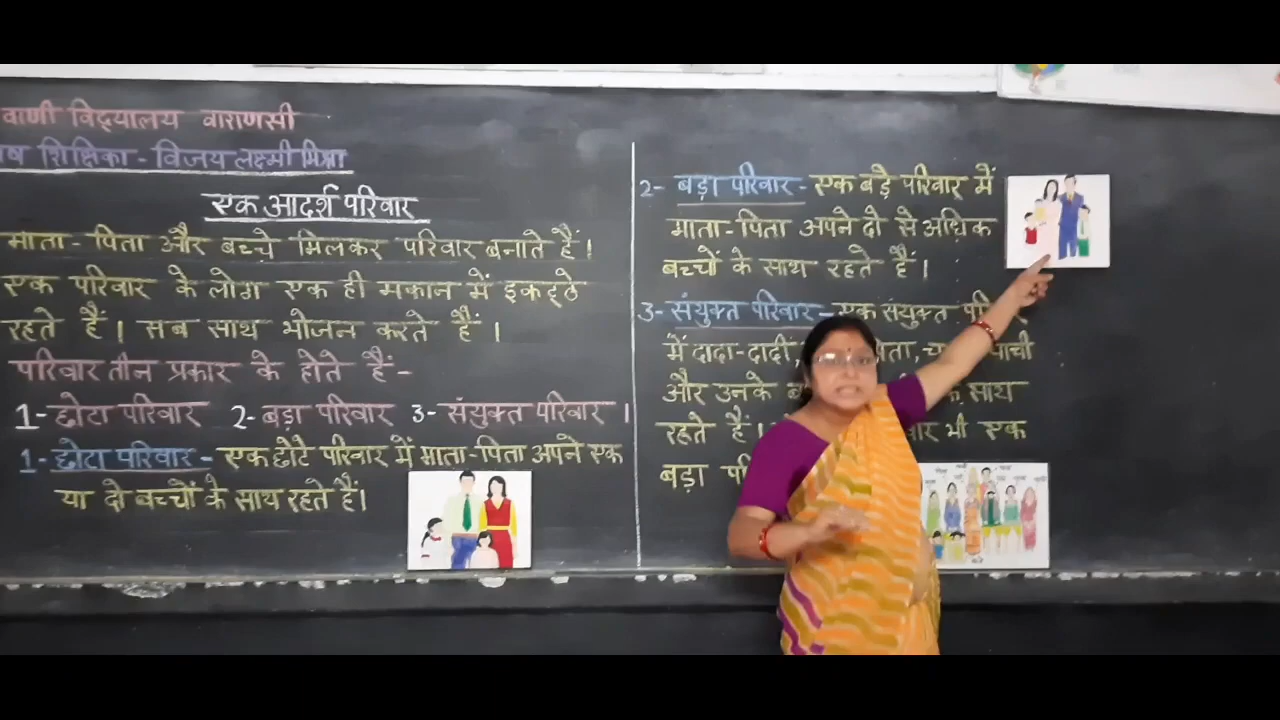 वाणी विद्यालय वाराणसी
शिक्षिका - विजय लक्ष्मी मिश्रा
एक आदर्श परिवार
माता - पिता और बच्चे मिलकर परिवार बनाते हैं।
एक परिवार के लोग एक ही मकान में इकट्ठे
रहते हैं। सब साथ भोजन करते हैं।
परिवार तीन प्रकार के होते हैं-
1- छोटा परिवार 2- बड़ा परिवार 3- संयुक्त परिवार ।
1- छोटा परिवार - एक छोटे परिवार में माता-पिता अपने एक
या दो बच्चों के साथ रहते हैं।
2- बड़ा परिवार - एक बड़े परिवार में
माता-पिता अपने दो से अधिक
बच्चों के साथ रहते हैं।
3- संयुक्त परिवार - एक संयुक्त
में दादा-दादी,
और उनके साथ
रहते हैं। भी एक
बड़ा